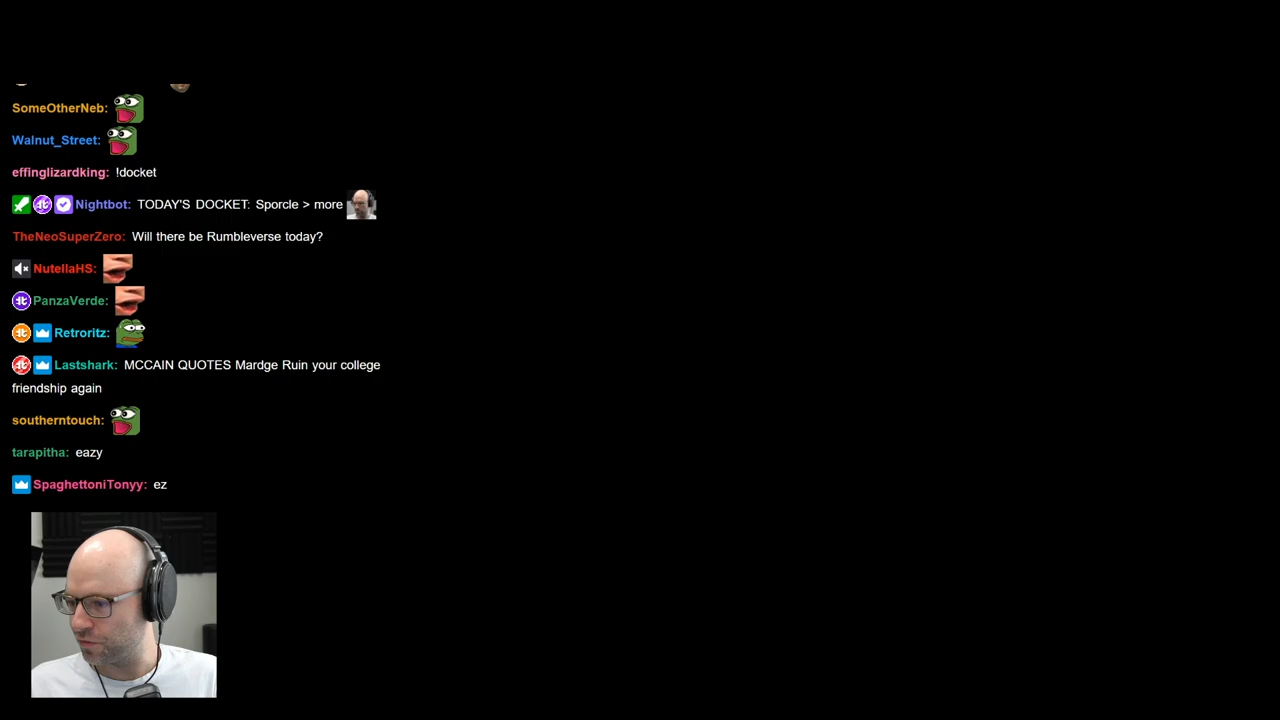 SomeOtherNeb:
Walnut_Street:
effinglizardking: !docket
Nightbot: TODAY'S DOCKET: Sporcle > more
TheNeoSuperZero: Will there be Rumbleverse today?
NutellaHS:
PanzaVerde:
Retroritz:
Lastshark: MCCAIN QUOTES Mardge Ruin your college
friendship again
southerntouch:
tarapitha: eazy
SpaghettoniTonyy: ez